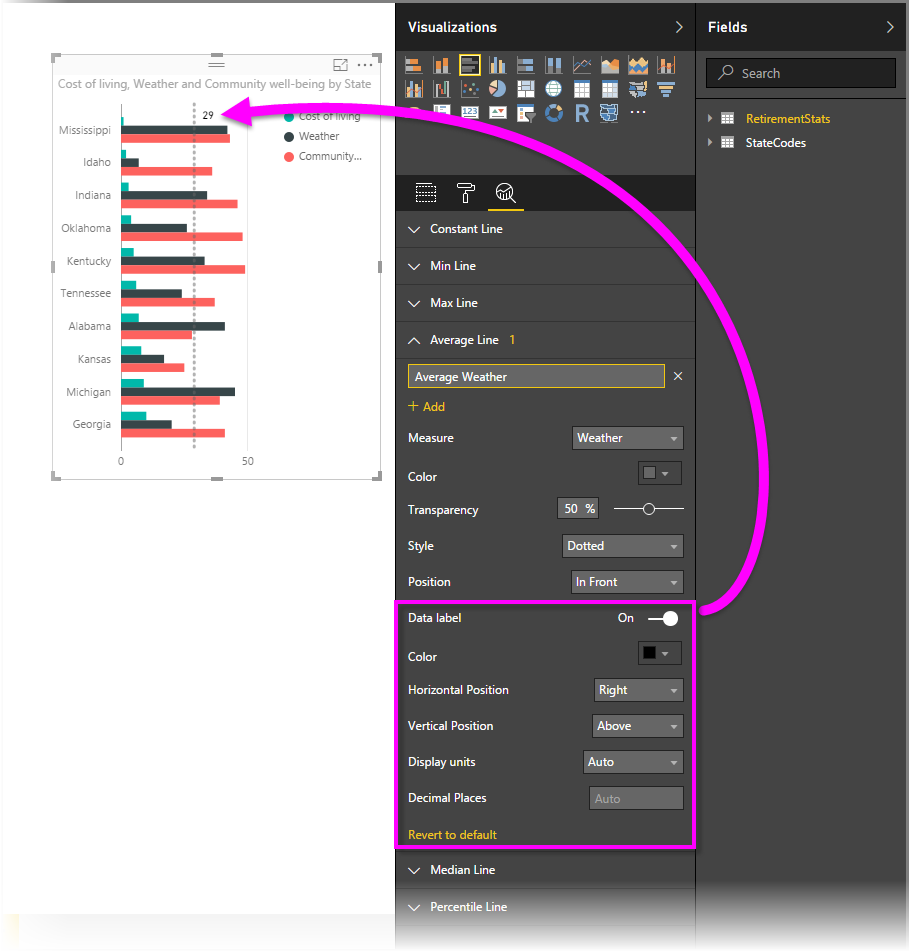 Visualizations
Fields
Cost of living, Weather and Community well-being by State
29
Cost of living
Weather
Community...
Mississippi
Idaho
Indiana
Oklahoma
Kentucky
Tennessee
Alabama
Kansas
Michigan
Georgia
0 50
123
R
Constant Line
Min Line
Max Line
Average Line 1
Average Weather
+ Add
Measure Weather
Color
Transparency 50 %
Style Dotted
Position In Front
Data label On
Color
Horizontal Position Right
Vertical Position Above
Display units Auto
Decimal Places Auto
Revert to default
Median Line
Percentile Line
Search
RetirementStats
StateCodes